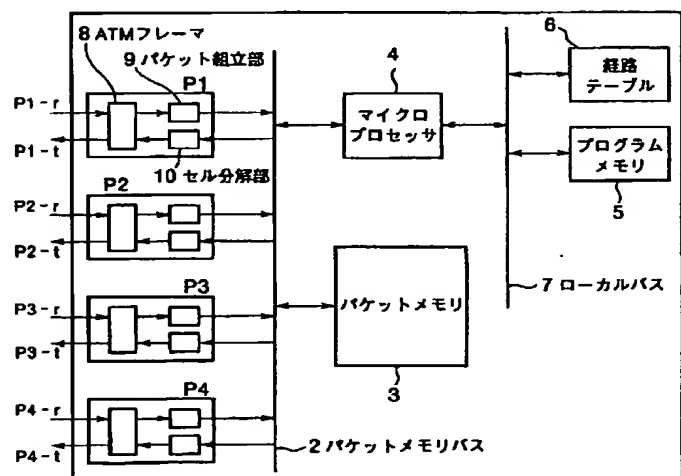 8 ATMフレーマ
9 パケット組立部
P1
P1-r
P1-t
10 セル分解部
P2
P2-r
P2-t
P3
P3-r
P3-t
P4
P4-r
P4-t
2 パケットメモリバス
4
マイクロ
プロセッサ
パケットメモリ
3
6
経路
テーブル
プログラム
メモリ
5
7 ローカルバス